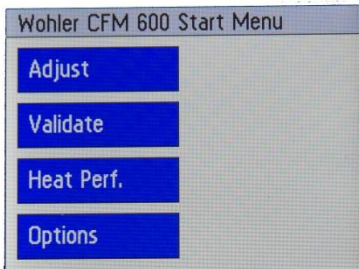 Wohler CFM 600 Start Menu
Adjust
Validate
Heat Perf.
Options